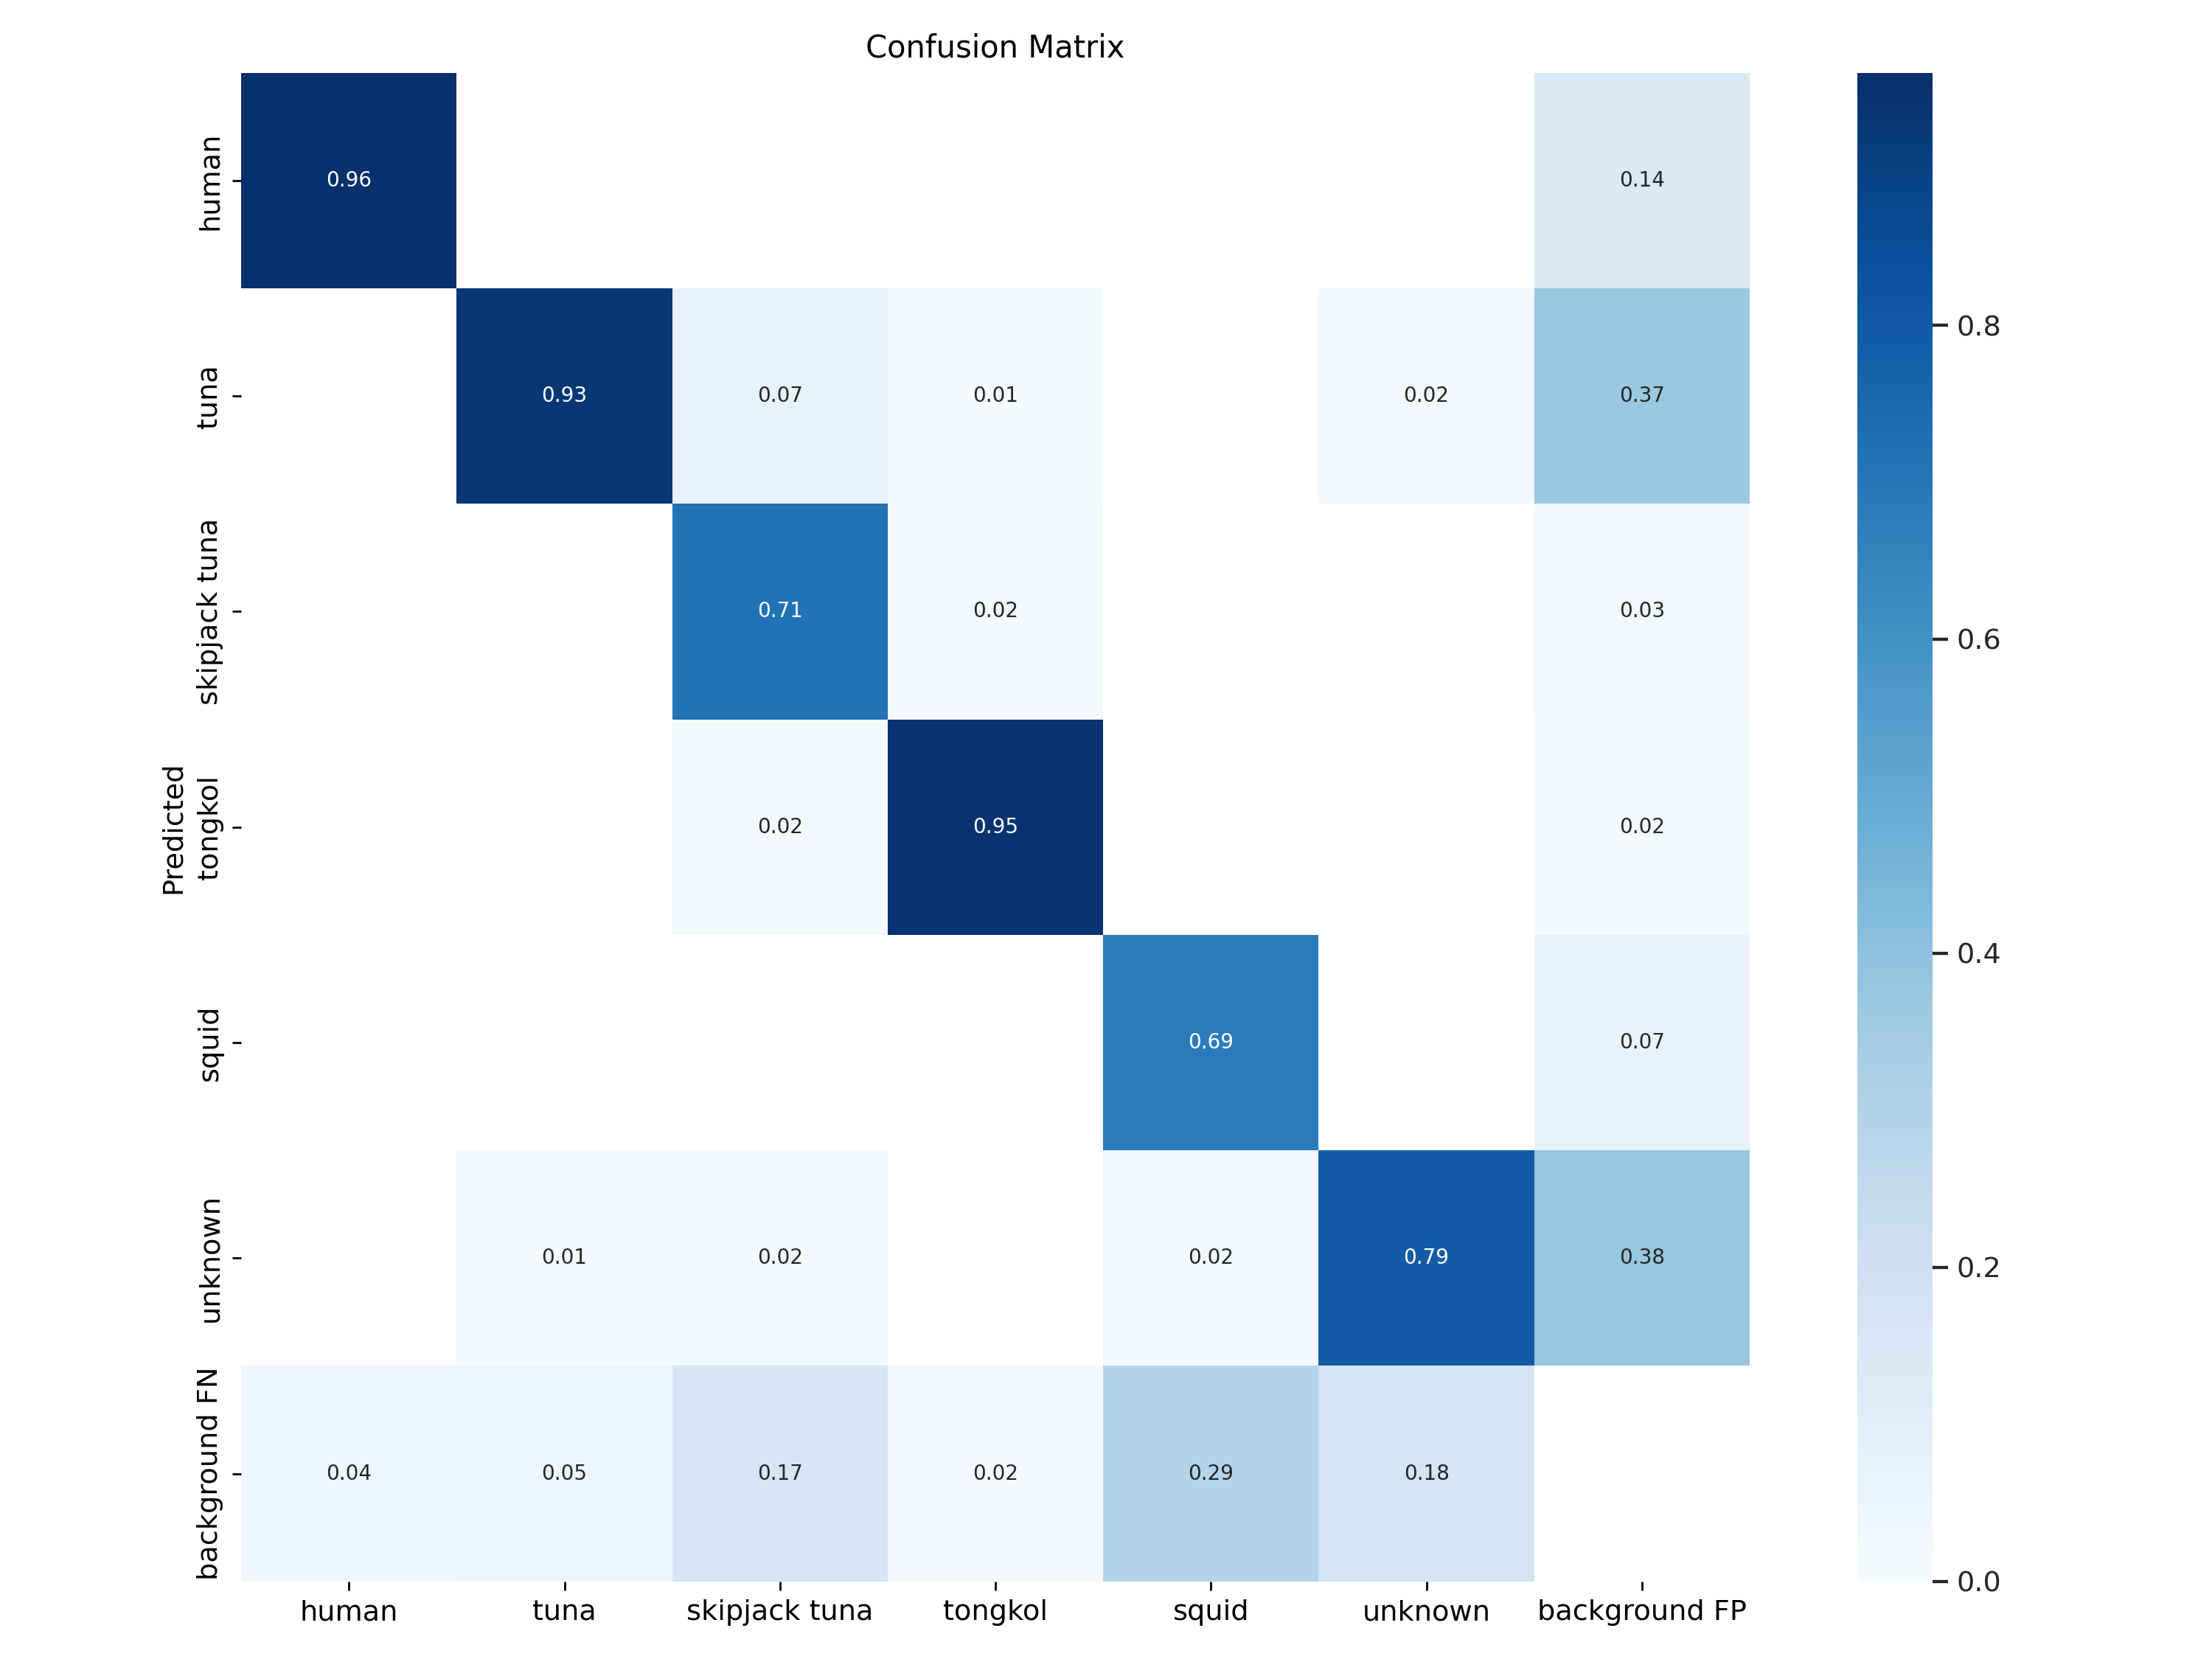 Confusion Matrix
human
0.96
0.14
tuna
0.93
0.07
0.01
0.02
0.37
skipjack tuna
0.71
0.02
0.03
Predicted
tongkol
0.02
0.95
0.02
squid
0.69
0.07
unknown
0.01
0.02
0.02
0.79
0.38
background FN
0.04
0.05
0.17
0.02
0.29
0.18
human
tuna
skipjack tuna
tongkol
squid
unknown
background FP
0.8
0.6
0.4
0.2
0.0